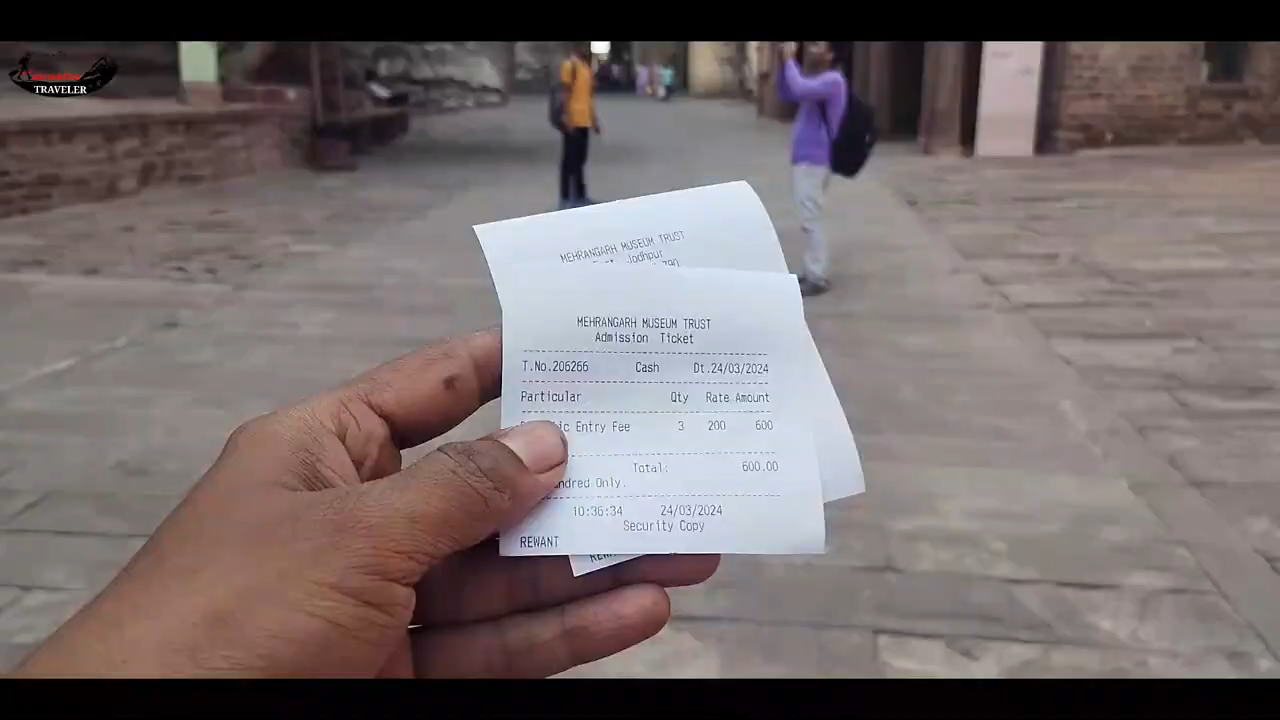 TRAVELER
MEHRANGARH MUSEUM TRUST
Jodhpur
MEHRANGARH MUSEUM TRUST
Admission Ticket
T.No.206266 Cash Dt.24/03/2024
Particular Qty Rate Amount
Entry Fee 3 200 600
Total: 600.00
Only.
10:36:34 24/03/2024
Security Copy
REWANT